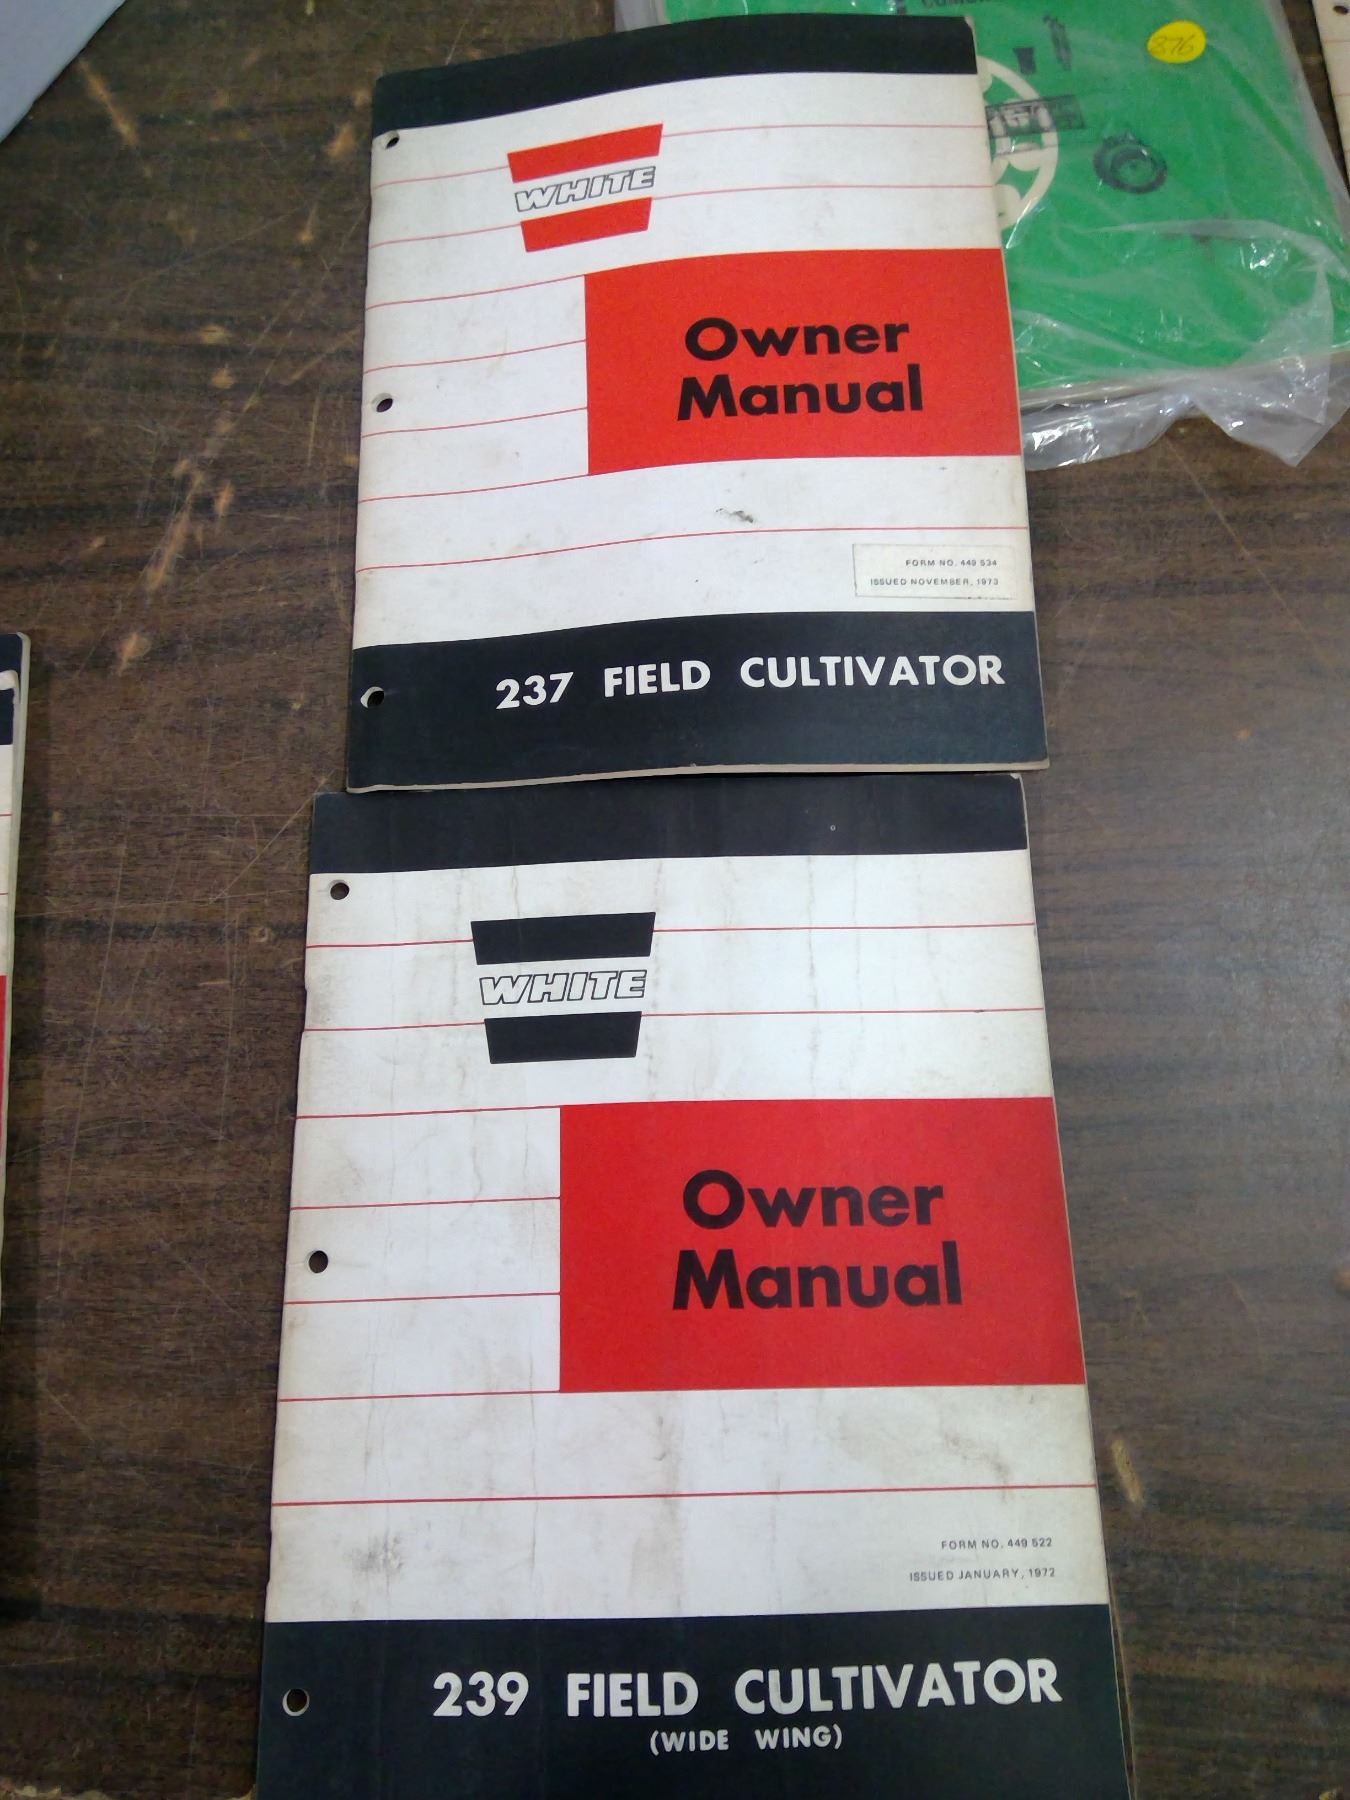 876
WHITE
Owner
Manual
FORM NO. 449 534
ISSUED NOVEMBER, 1973
237 FIELD CULTIVATOR
WHITE
Owner
Manual
FORM NO. 449 522
ISSUED JANUARY, 1972
239 FIELD CULTIVATOR
(WIDE WING)